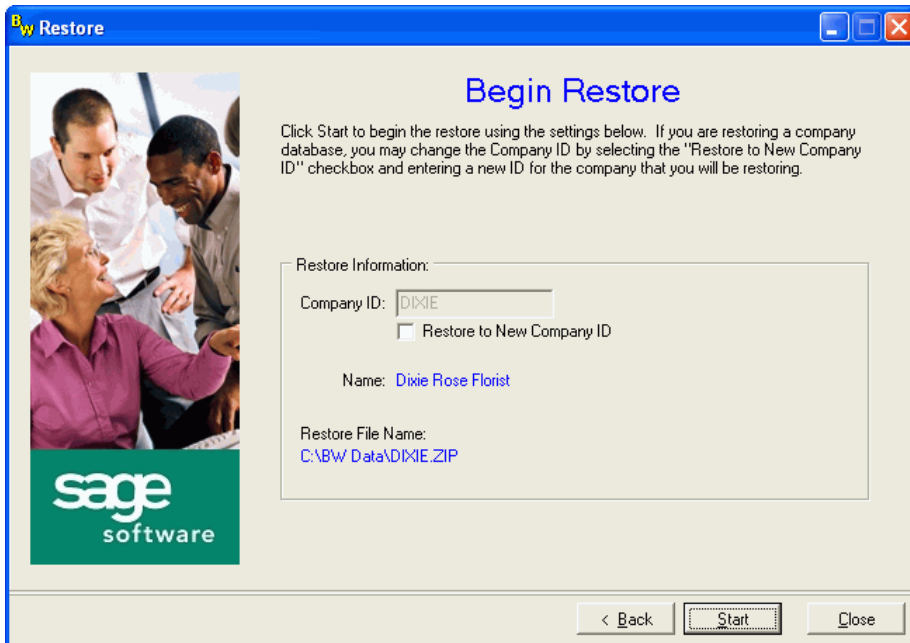 BW Restore
Begin Restore
Click Start to begin the restore using the settings below.  If you are restoring a company
database, you may change the Company ID by selecting the "Restore to New Company
ID" checkbox and entering a new ID for the company that you will be restoring.
Restore Information:
Company ID: DIXIE
Restore to New Company ID
Name: Dixie Rose Florist
Restore File Name:
C:\BW Data\DIXIE.ZIP
sage
software
< Back Start Close